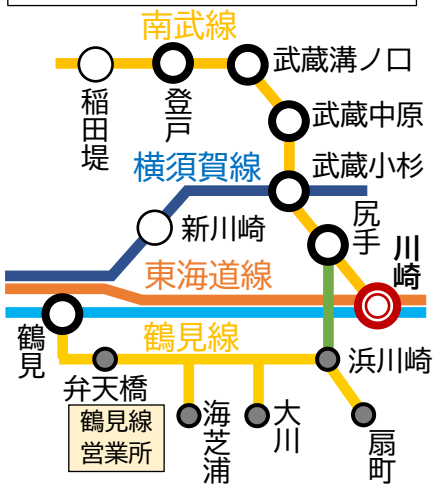 南武線
稲田堤
登戸
武蔵溝ノ口
武蔵中原
武蔵小杉
横須賀線
新川崎
尻手
川崎
東海道線
鶴見
鶴見線
浜川崎
弁天橋
鶴見線
営業所
海芝浦
大川
扇町